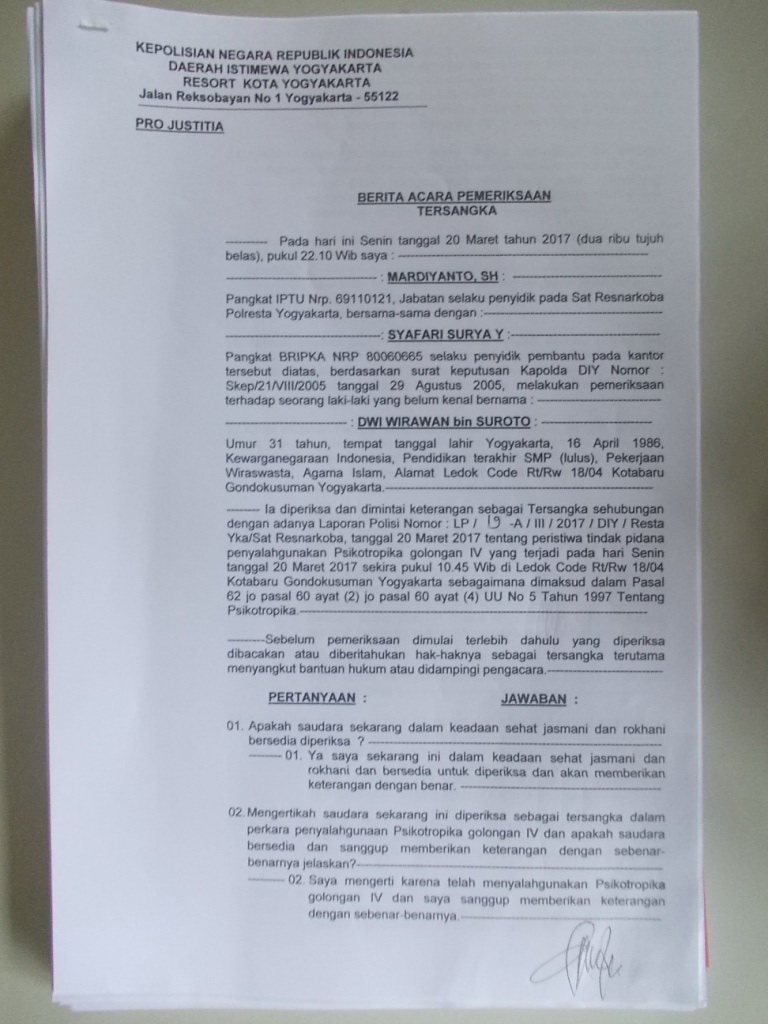 KEPOLISIAN NEGARA REPUBLIK INDONESIA
DAERAH ISTIMEWA YOGYAKARTA
RESORT KOTA YOGYAKARTA
Jalan Reksobayan No 1 Yogyakarta - 55122
PRO JUSTITIA
BERITA ACARA PEMERIKSAAN
TERSANGKA
---------- Pada hari ini Senin tanggal 20 Maret tahun 2017 (dua ribu tujuh
belas), pukul 22.10 Wib saya : ----------
---------- : MARDIYANTO, SH : ----------
Pangkat IPTU Nrp. 69110121, Jabatan selaku penyidik pada Sat Resnarkoba
Polresta Yogyakarta, bersama-sama dengan :----------
----------: SYAFARI SURYA Y :----------
Pangkat BRIPKA NRP 80060665 selaku penyidik pembantu pada kantor
tersebut diatas, berdasarkan surat keputusan Kapolda DIY Nomor :
Skep/21/VIII/2005 tanggal 29 Agustus 2005, melakukan pemeriksaan
terhadap seorang laki-laki yang belum kenal bernama : ----------
---------- : DWI WIRAWAN bin SUROTO : ----------
Umur 31 tahun, tempat tanggal lahir Yogyakarta, 16 April 1986,
Kewarganegaraan Indonesia, Pendidikan terakhir SMP (lulus), Pekerjaan
Wiraswasta, Agama Islam, Alamat Ledok Code Rt/Rw 18/04 Kotabaru
Gondokusuman Yogyakarta.----------
-------- Ia diperiksa dan dimintai keterangan sebagai Tersangka sehubungan
dengan adanya Laporan Polisi Nomor : LP / 19 -A / III / 2017 / DIY / Resta
Yka/Sat Resnarkoba, tanggal 20 Maret 2017 tentang peristiwa tindak pidana
penyalahgunakan Psikotropika golongan IV yang terjadi pada hari Senin
tanggal 20 Maret 2017 sekira pukul 10.45 Wib di Ledok Code Rt/Rw 18/04
Kotabaru Gondokusuman Yogyakarta sebagaimana dimaksud dalam Pasal
62 jo pasal 60 ayat (2) jo pasal 60 ayat (4) UU No 5 Tahun 1997 Tentang
Psikotropika.----------
---------Sebelum pemeriksaan dimulai terlebih dahulu yang diperiksa
dibacakan atau diberitahukan hak-haknya sebagai tersangka terutama
menyangkut bantuan hukum atau didampingi pengacara.----------
PERTANYAAN : JAWABAN :
01. Apakah saudara sekarang dalam keadaan sehat jasmani dan rokhani
bersedia diperiksa ? ----------
-------- 01. Ya saya sekarang ini dalam keadaan sehat jasmani dan
rokhani dan bersedia untuk diperiksa dan akan memberikan
keterangan dengan benar. ----------
02. Mengertikah saudara sekarang ini diperiksa sebagai tersangka dalam
perkara penyalahgunaan Psikotropika golongan IV dan apakah saudara
bersedia dan sanggup memberikan keterangan dengan sebenar-
benarnya jelaskan?----------
-------- 02. Saya mengerti karena telah menyalahgunakan Psikotropika
golongan IV dan saya sanggup memberikan keterangan
dengan sebenar-benarnya.----------